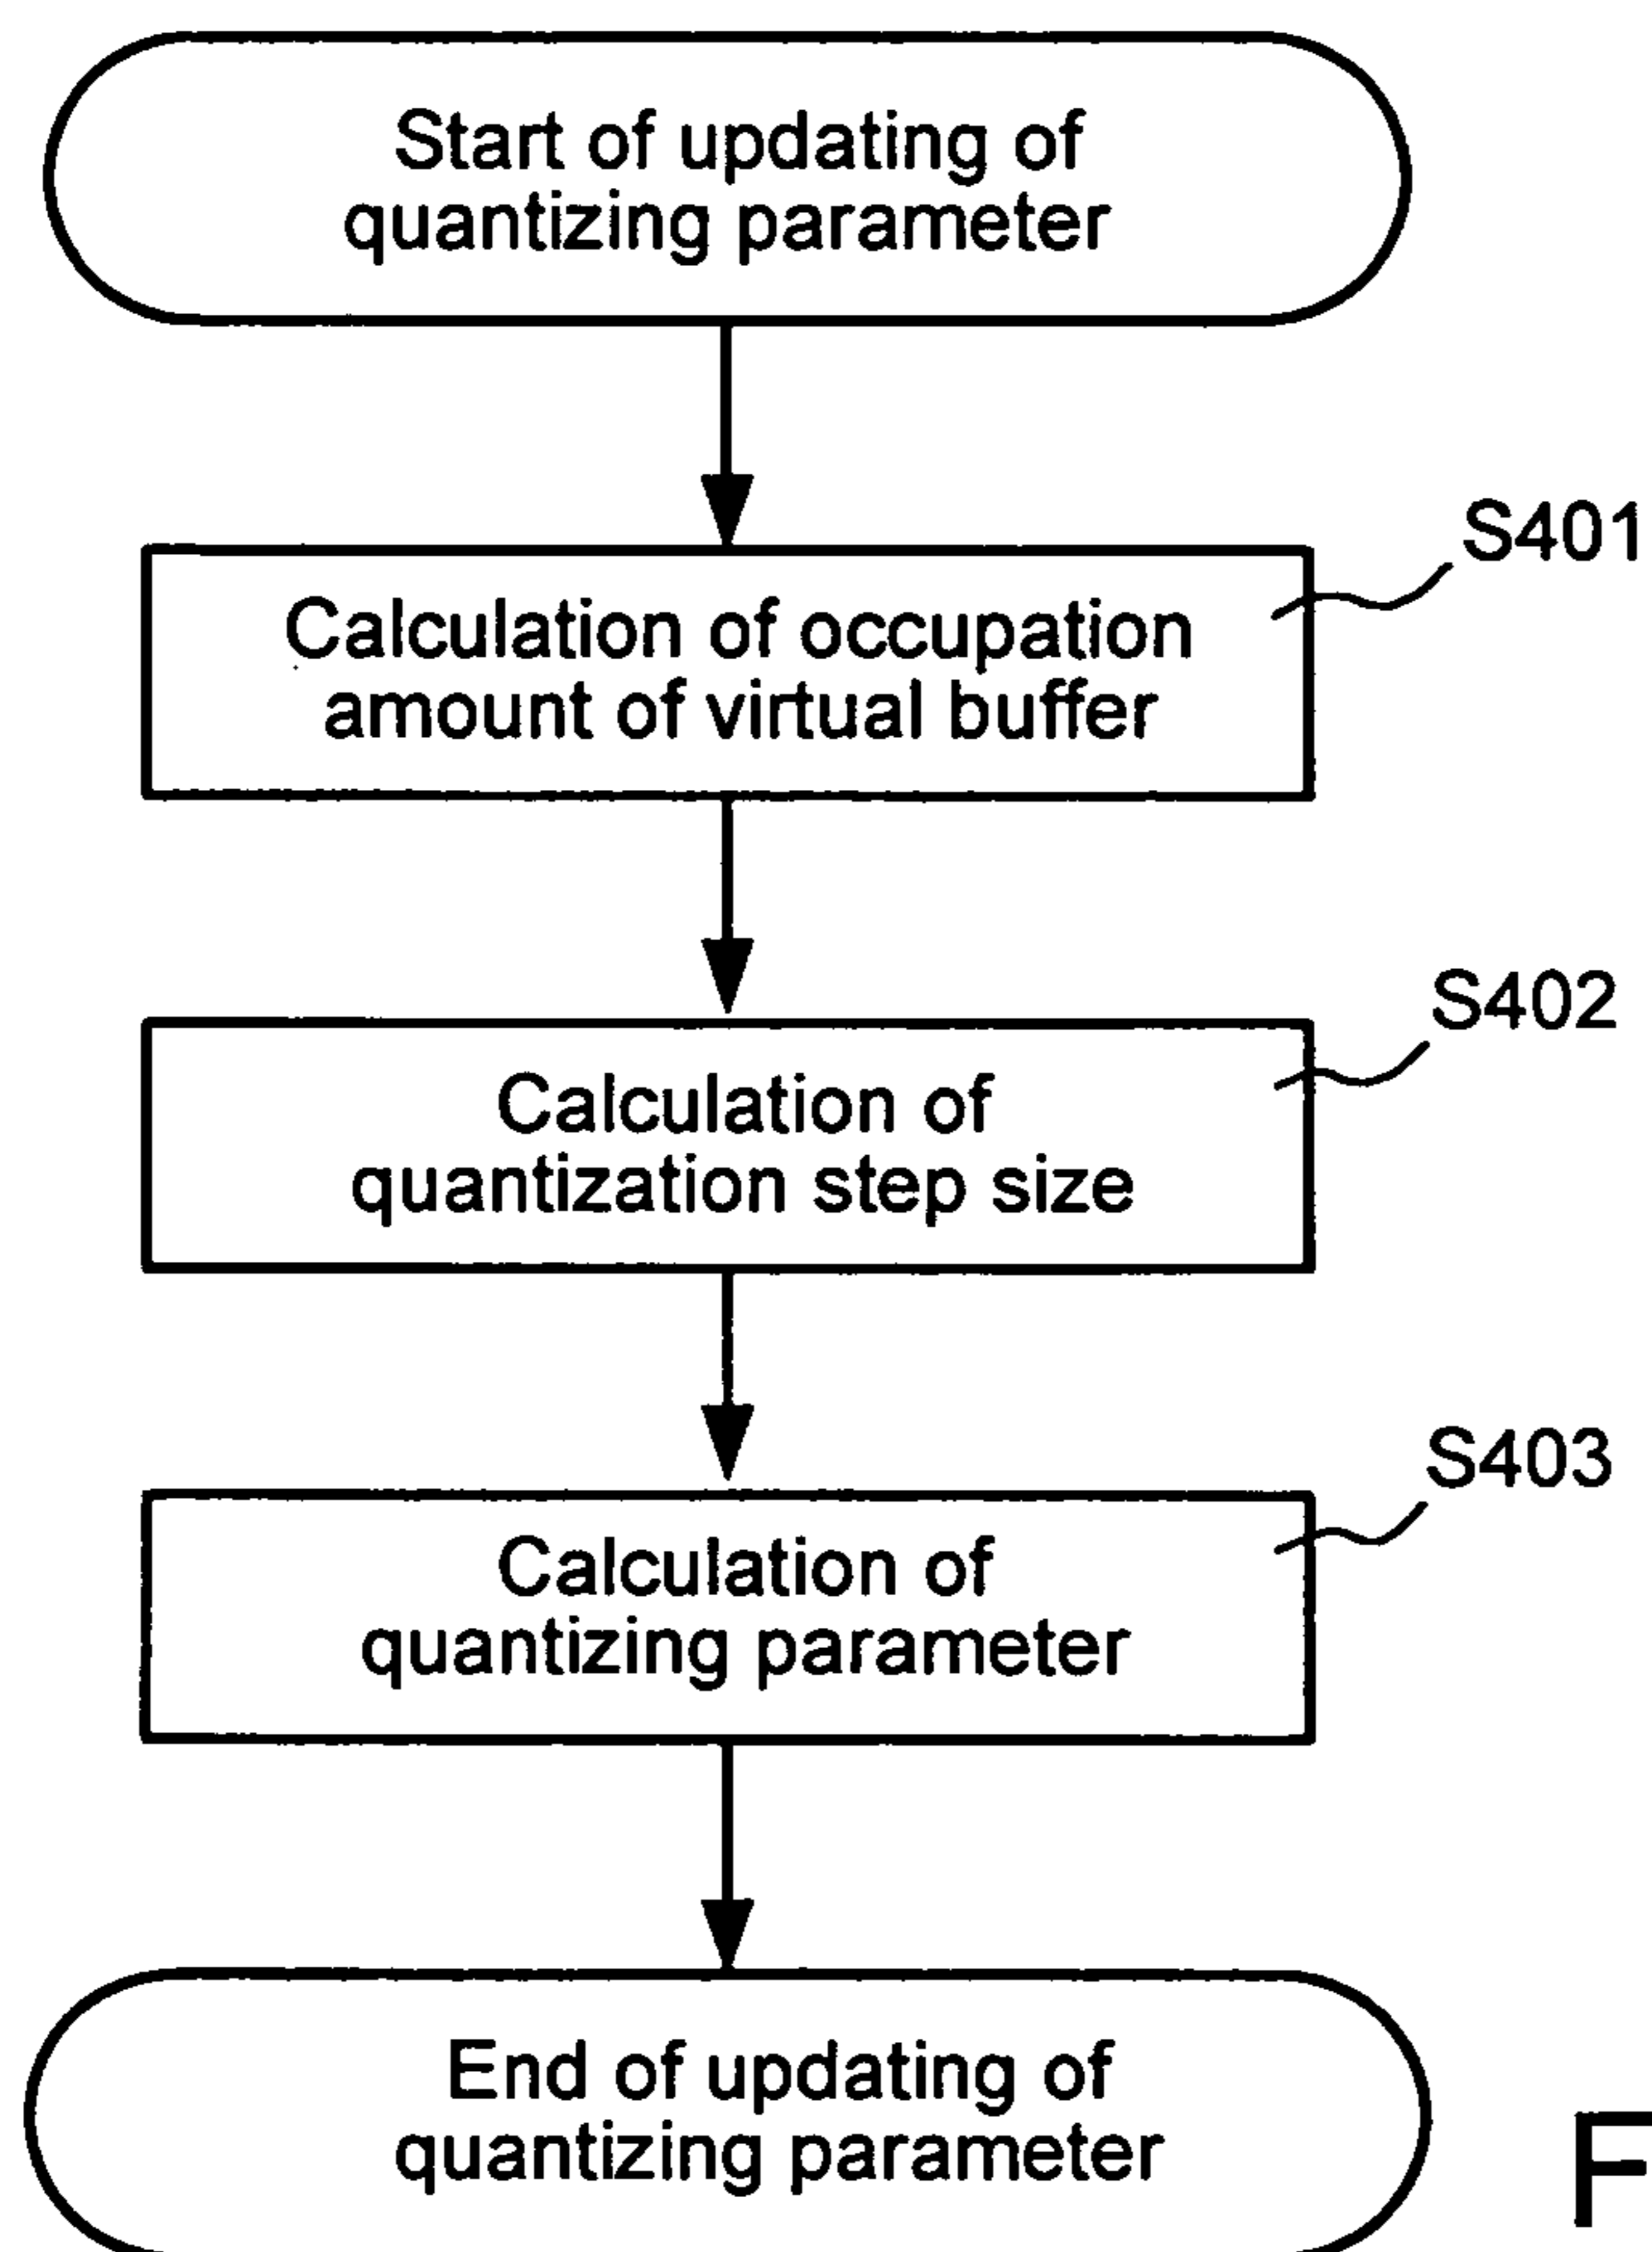 Start of updating of
quantizing parameter
S401
Calculation of occupation
amount of virtual buffer
S402
Calculation of
quantization step size
S403
Calculation of
quantizing parameter
End of updating of
quantizing parameter
F